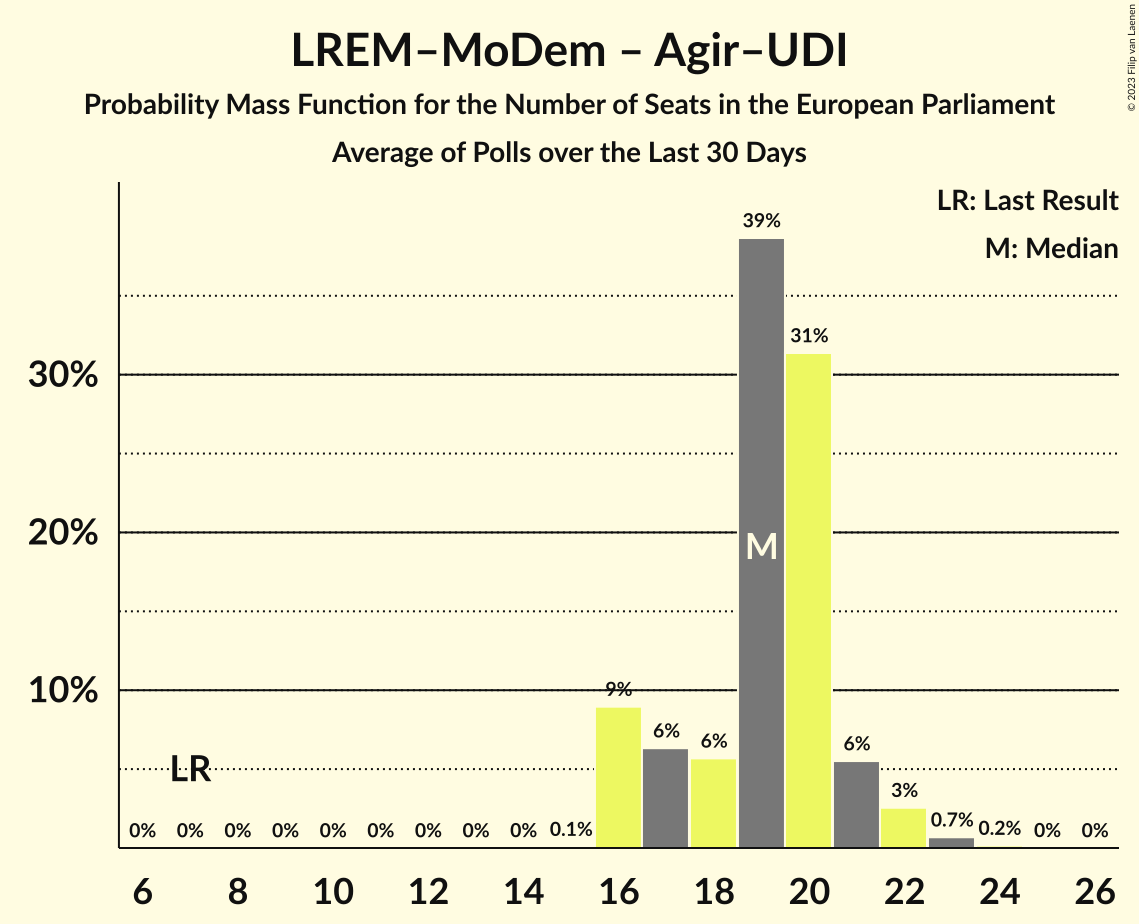 LREM–MoDem – Agir–UDI
Probability Mass Function for the Number of Seats in the European Parliament
Average of Polls over the Last 30 Days
© 2023 Filip van Laenen
LR: Last Result
M: Median
39%
31%
30%
20%
M
10%
9%
6%
6%
6%
LR
3%
0% 0% 0% 0% 0% 0% 0% 0% 0% 0.1% 0.7% 0.2% 0% 0%
6 8 10 12 14 16 18 20 22 24 26